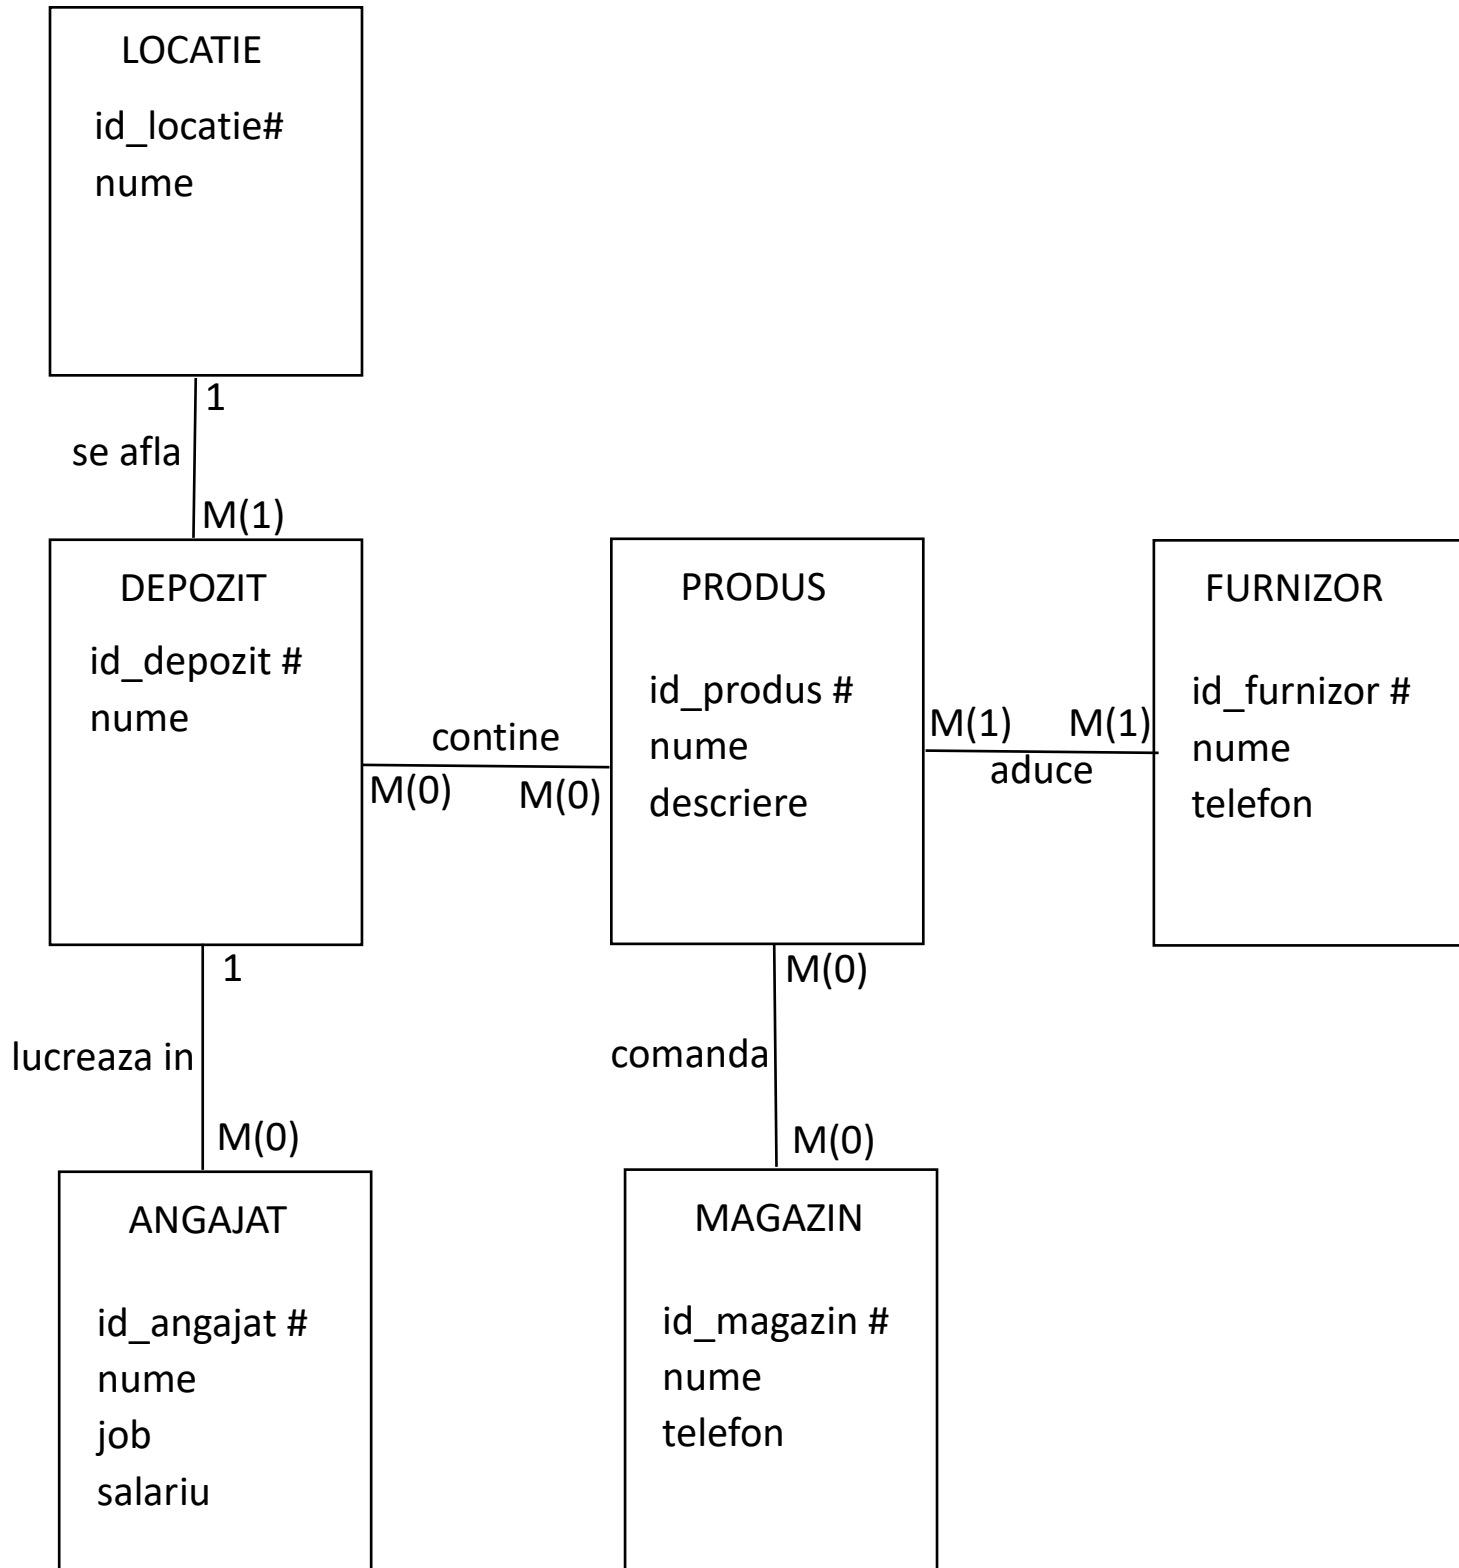 LOCATIE
id_locatie#
nume
1
se afla
M(1)
DEPOZIT
id_depozit #
nume
contine
M(0)
M(0)
PRODUS
id_produs #
nume
descriere
M(1)
M(1)
aduce
FURNIZOR
id_furnizor #
nume
telefon
1
lucreaza in
M(0)
M(0)
comanda
M(0)
ANGAJAT
id_angajat #
nume
job
salariu
MAGAZIN
id_magazin #
nume
telefon